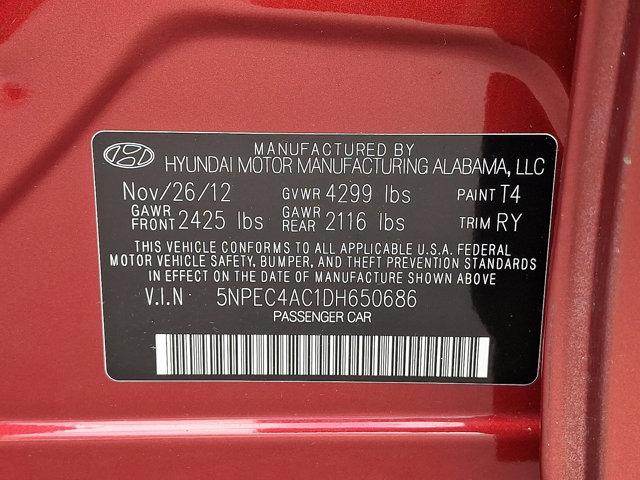 MANUFACTURED BY
HYUNDAI MOTOR MANUFACTURING ALABAMA, LLC
Nov/26/12 GVWR 4299 lbs PAINT T4
GAWR FRONT 2425 lbs GAWR REAR 2116 lbs TRIM RY
THIS VEHICLE CONFORMS TO ALL APPLICABLE U.S.A. FEDERAL
MOTOR VEHICLE SAFETY, BUMPER, AND THEFT PREVENTION STANDARDS
IN EFFECT ON THE DATE OF MANUFACTURE SHOWN ABOVE.
V.I.N 5NPEC4AC1DH650686
PASSENGER CAR